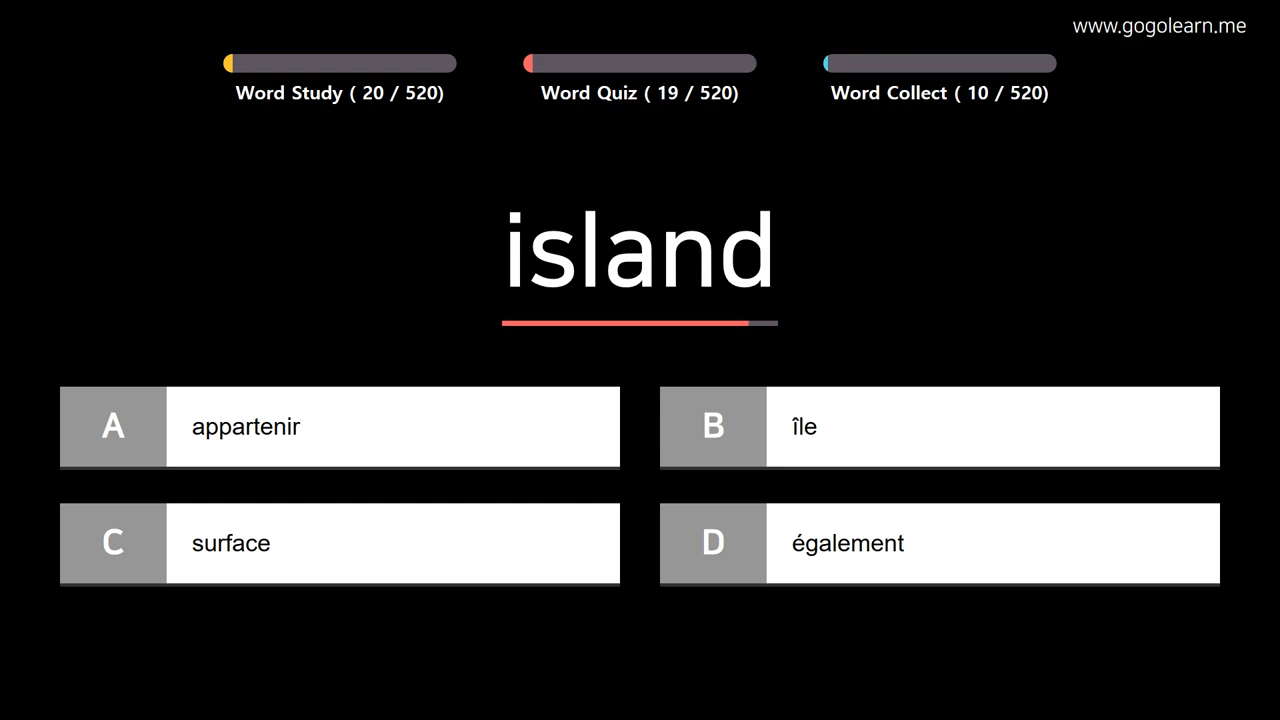 www.gogolearn.me
Word Study ( 20 / 520)
Word Quiz ( 19 / 520)
Word Collect ( 10 / 520)
island
A appartenir
B île
C surface
D également